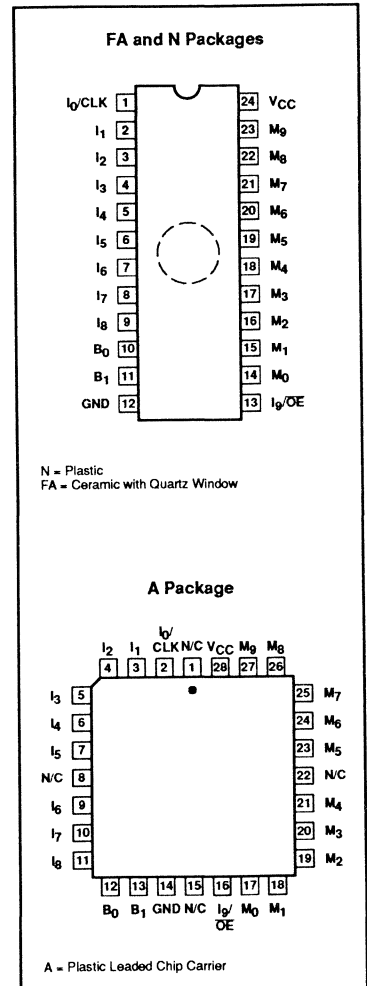 FA and N Packages
I0/CLK 1 24 VCC
I1 2 23 M9
I2 3 22 M8
I3 4 21 M7
I4 5 20 M6
I5 6 19 M5
I6 7 18 M4
I7 8 17 M3
I8 9 16 M2
B0 10 15 M1
B1 11 14 M0
GND 12 13 I9/O̅E̅
N = Plastic
FA = Ceramic with Quartz Window
A Package
I2 I1 I0/CLK N/C VCC M9 M8
4 3 2 1 28 27 26
I3 5 25 M7
I4 6 24 M6
I5 7 23 M5
N/C 8 22 N/C
I6 9 21 M4
I7 10 20 M3
I8 11 19 M2
12 13 14 15 16 17 18
B0 B1 GND N/C I9/O̅E̅ M0 M1
A = Plastic Leaded Chip Carrier